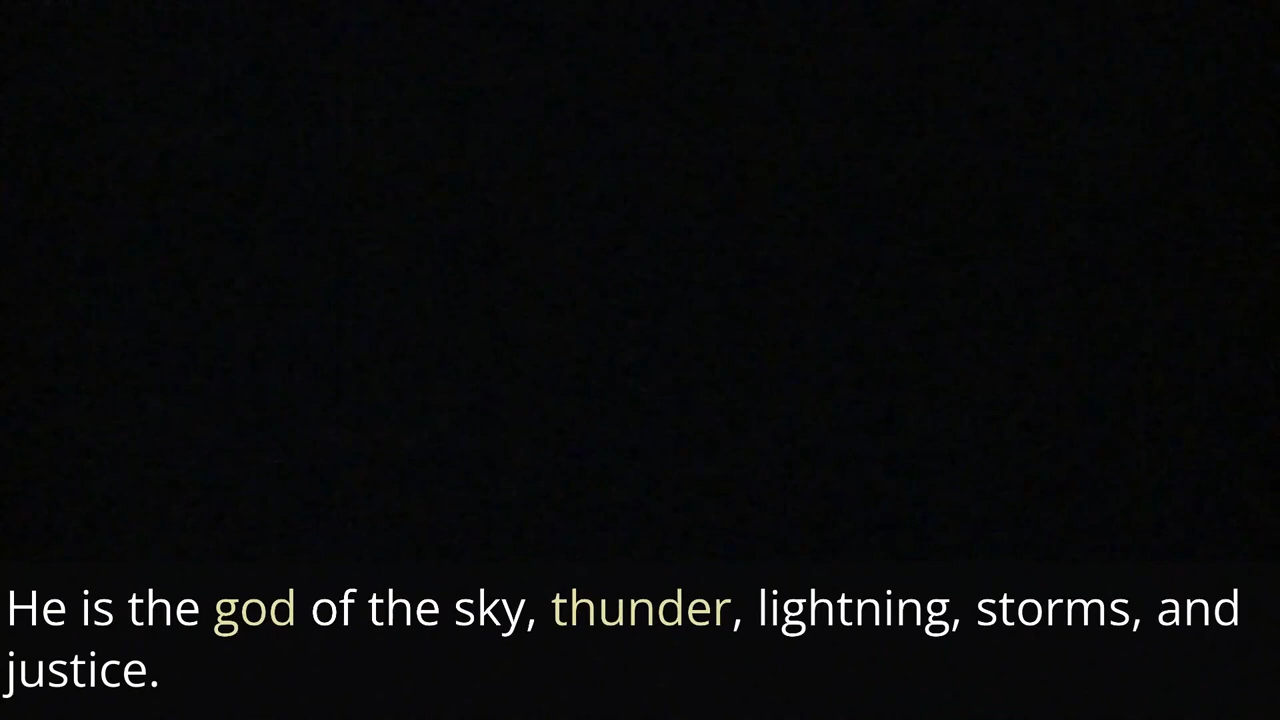 He is the god of the sky, thunder, lightning, storms, and
justice.